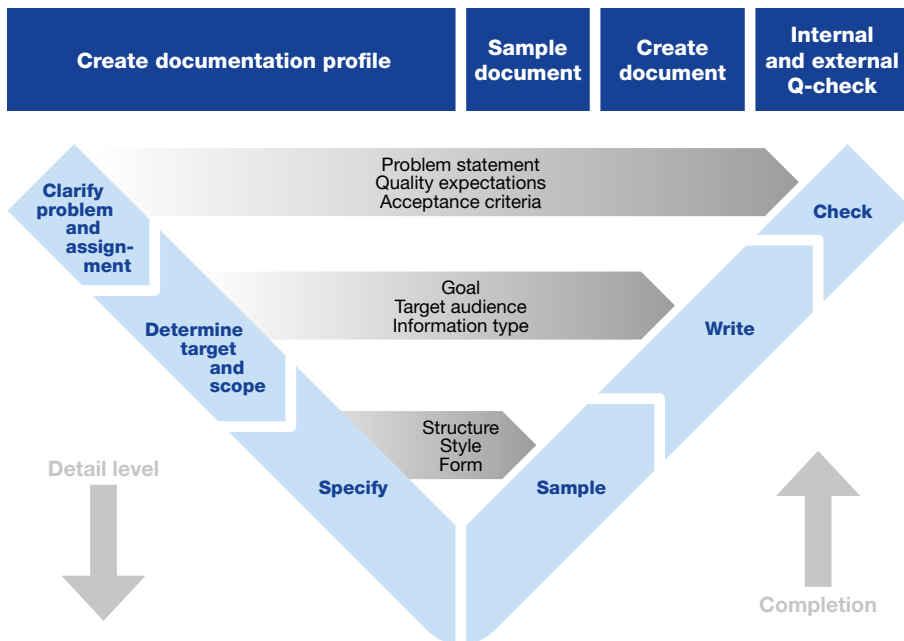 Create documentation profile
Sample
document
Create
document
Internal
and external
Q-check
Problem statement
Quality expectations
Acceptance criteria
Clarify
problem
and
assign-
ment
Check
Goal
Target audience
Information type
Determine
target
and
scope
Write
Structure
Style
Form
Detail level
Specify
Sample
Completion